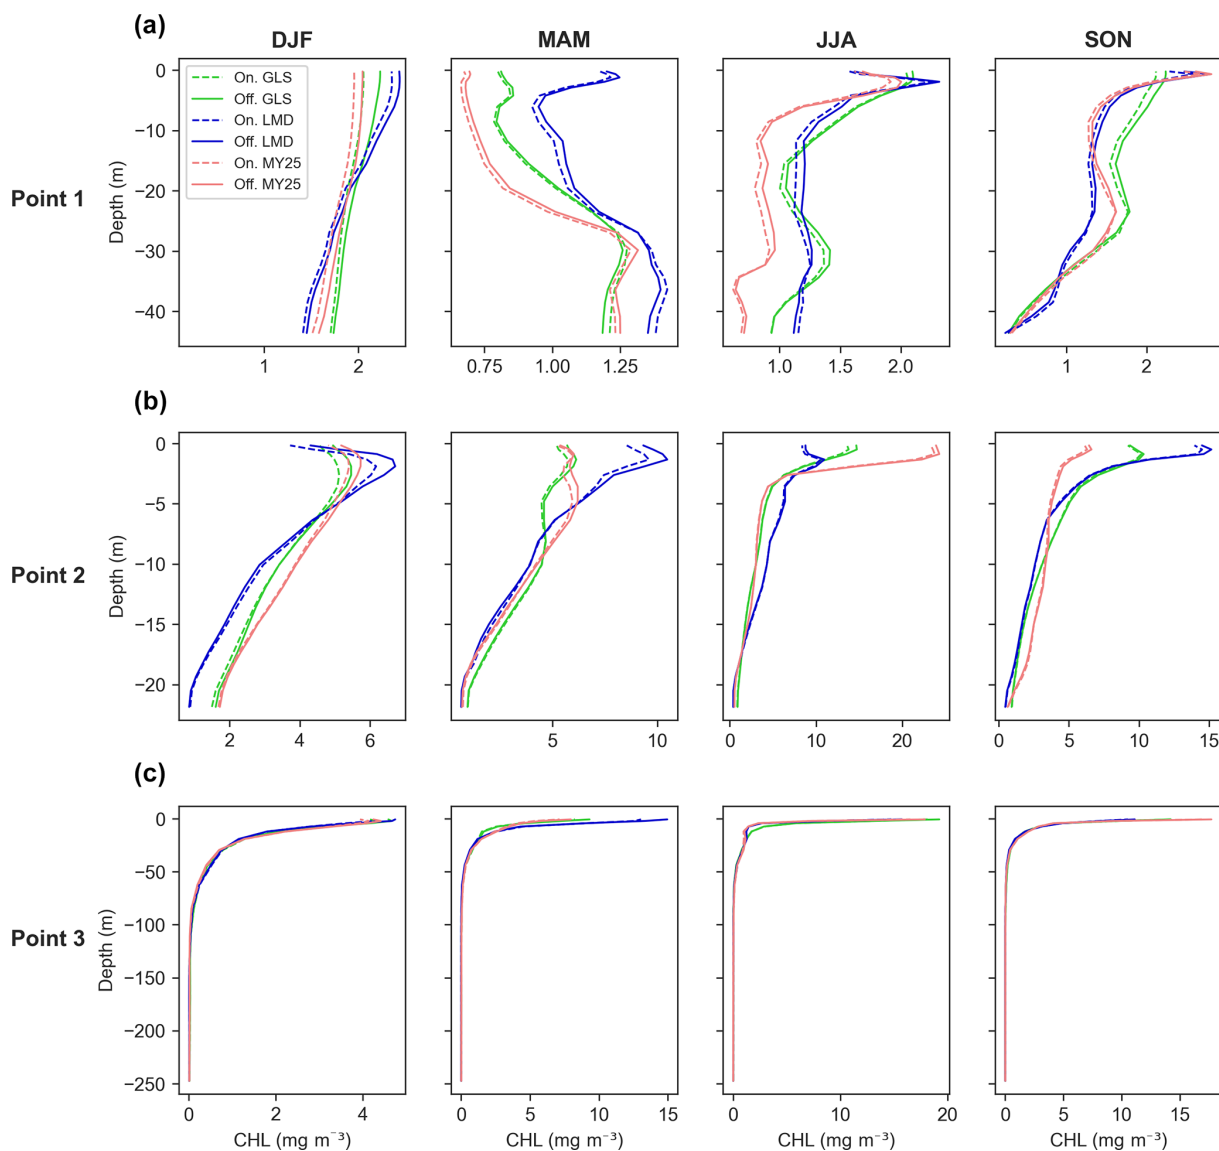 (a)
DJF MAM JJA SON
On. GLS
Off. GLS
On. LMD
Off. LMD
On. MY25
Off. MY25
Point 1
Depth (m)
0
−10
−20
−30
−40
1 2
0.75 1.00 1.25
1.0 1.5 2.0
1 2
(b)
Point 2
Depth (m)
0
−5
−10
−15
−20
2 4 6
5 10
0 10 20
0 5 10 15
(c)
Point 3
Depth (m)
0
−50
−100
−150
−200
−250
0 2 4
0 5 10 15
0 10 20
0 5 10 15
CHL (mg m⁻³) CHL (mg m⁻³) CHL (mg m⁻³) CHL (mg m⁻³)